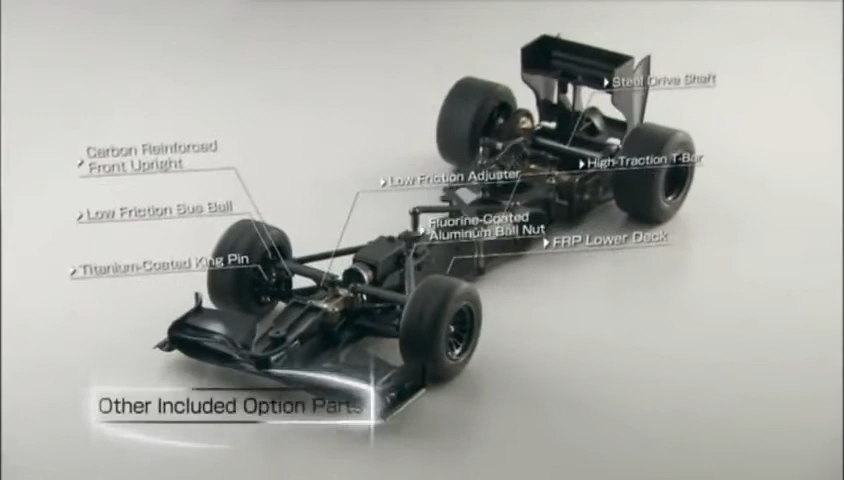 Steel Drive Shaft
Carbon Reinforced
Front Upright
High-Traction T-Bar
Low Friction Adjuster
Low Friction Sus Ball
Fluorine-Coated
Aluminum Ball Nut
FRP Lower Deck
Titanium-Coated King Pin
Other Included Option Parts